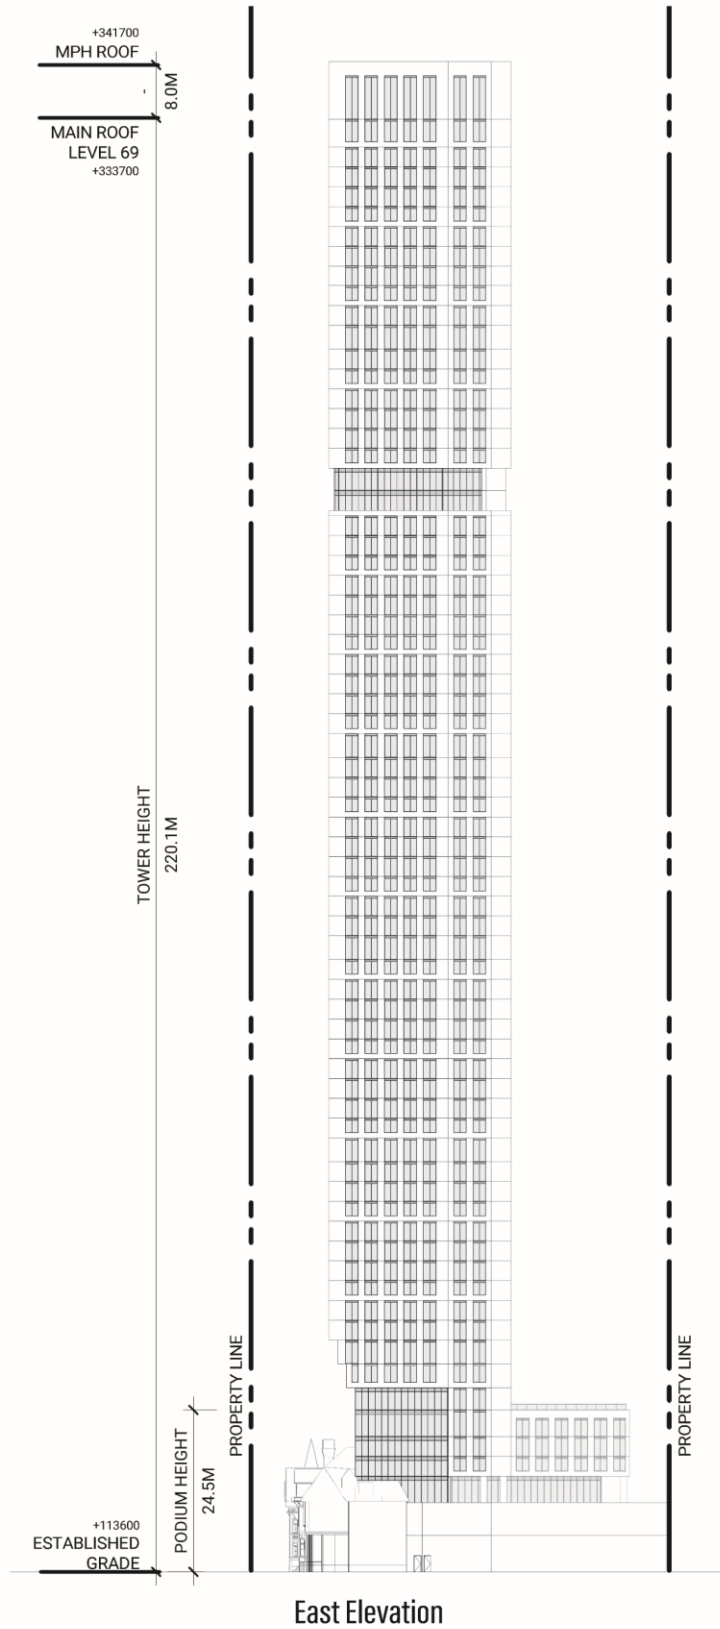 +341700
MPH ROOF
8.0M
MAIN ROOF
LEVEL 69
+333700
TOWER HEIGHT
220.1M
PROPERTY LINE
PROPERTY LINE
PODIUM HEIGHT
24.5M
+113600
ESTABLISHED
GRADE
East Elevation